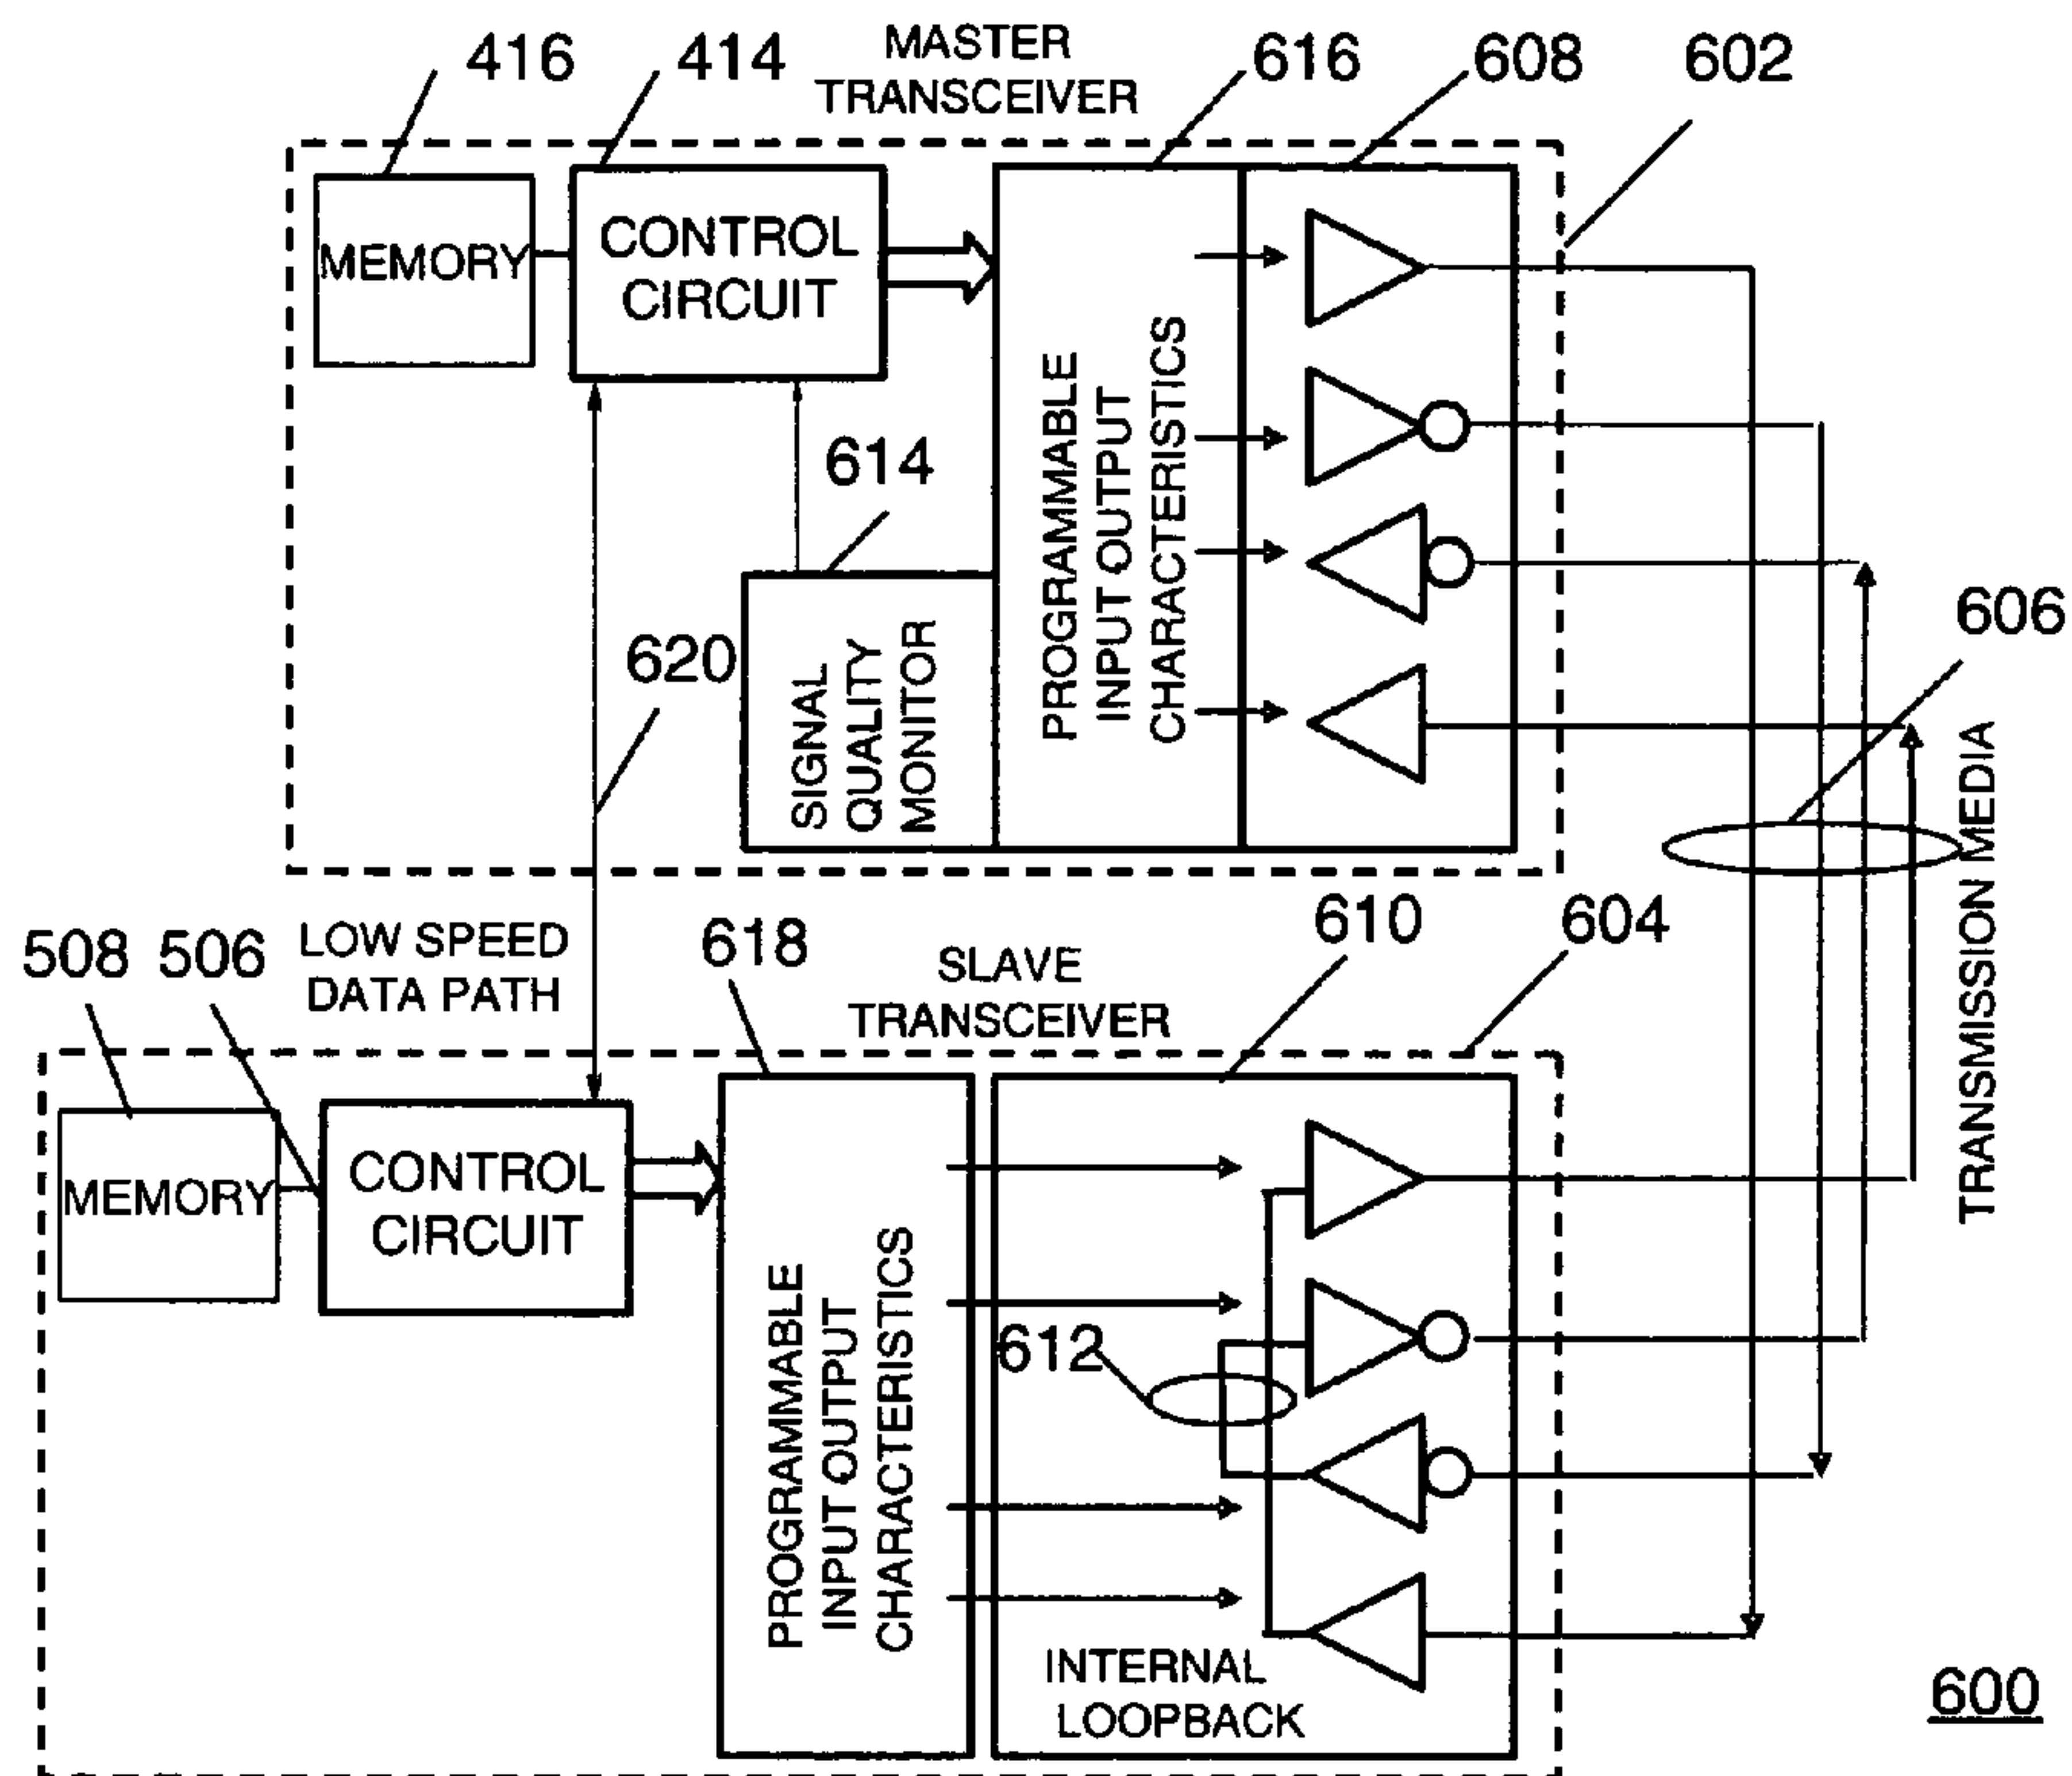 416
414
MASTER
TRANSCEIVER
616
608
602
MEMORY
CONTROL
CIRCUIT
PROGRAMMABLE
INPUT OUTPUT
CHARACTERISTICS
614
SIGNAL
QUALITY
MONITOR
620
606
TRANSMISSION MEDIA
508
506
LOW SPEED
DATA PATH
618
SLAVE
TRANSCEIVER
610
604
MEMORY
CONTROL
CIRCUIT
PROGRAMMABLE
INPUT OUTPUT
CHARACTERISTICS
612
INTERNAL
LOOPBACK
600